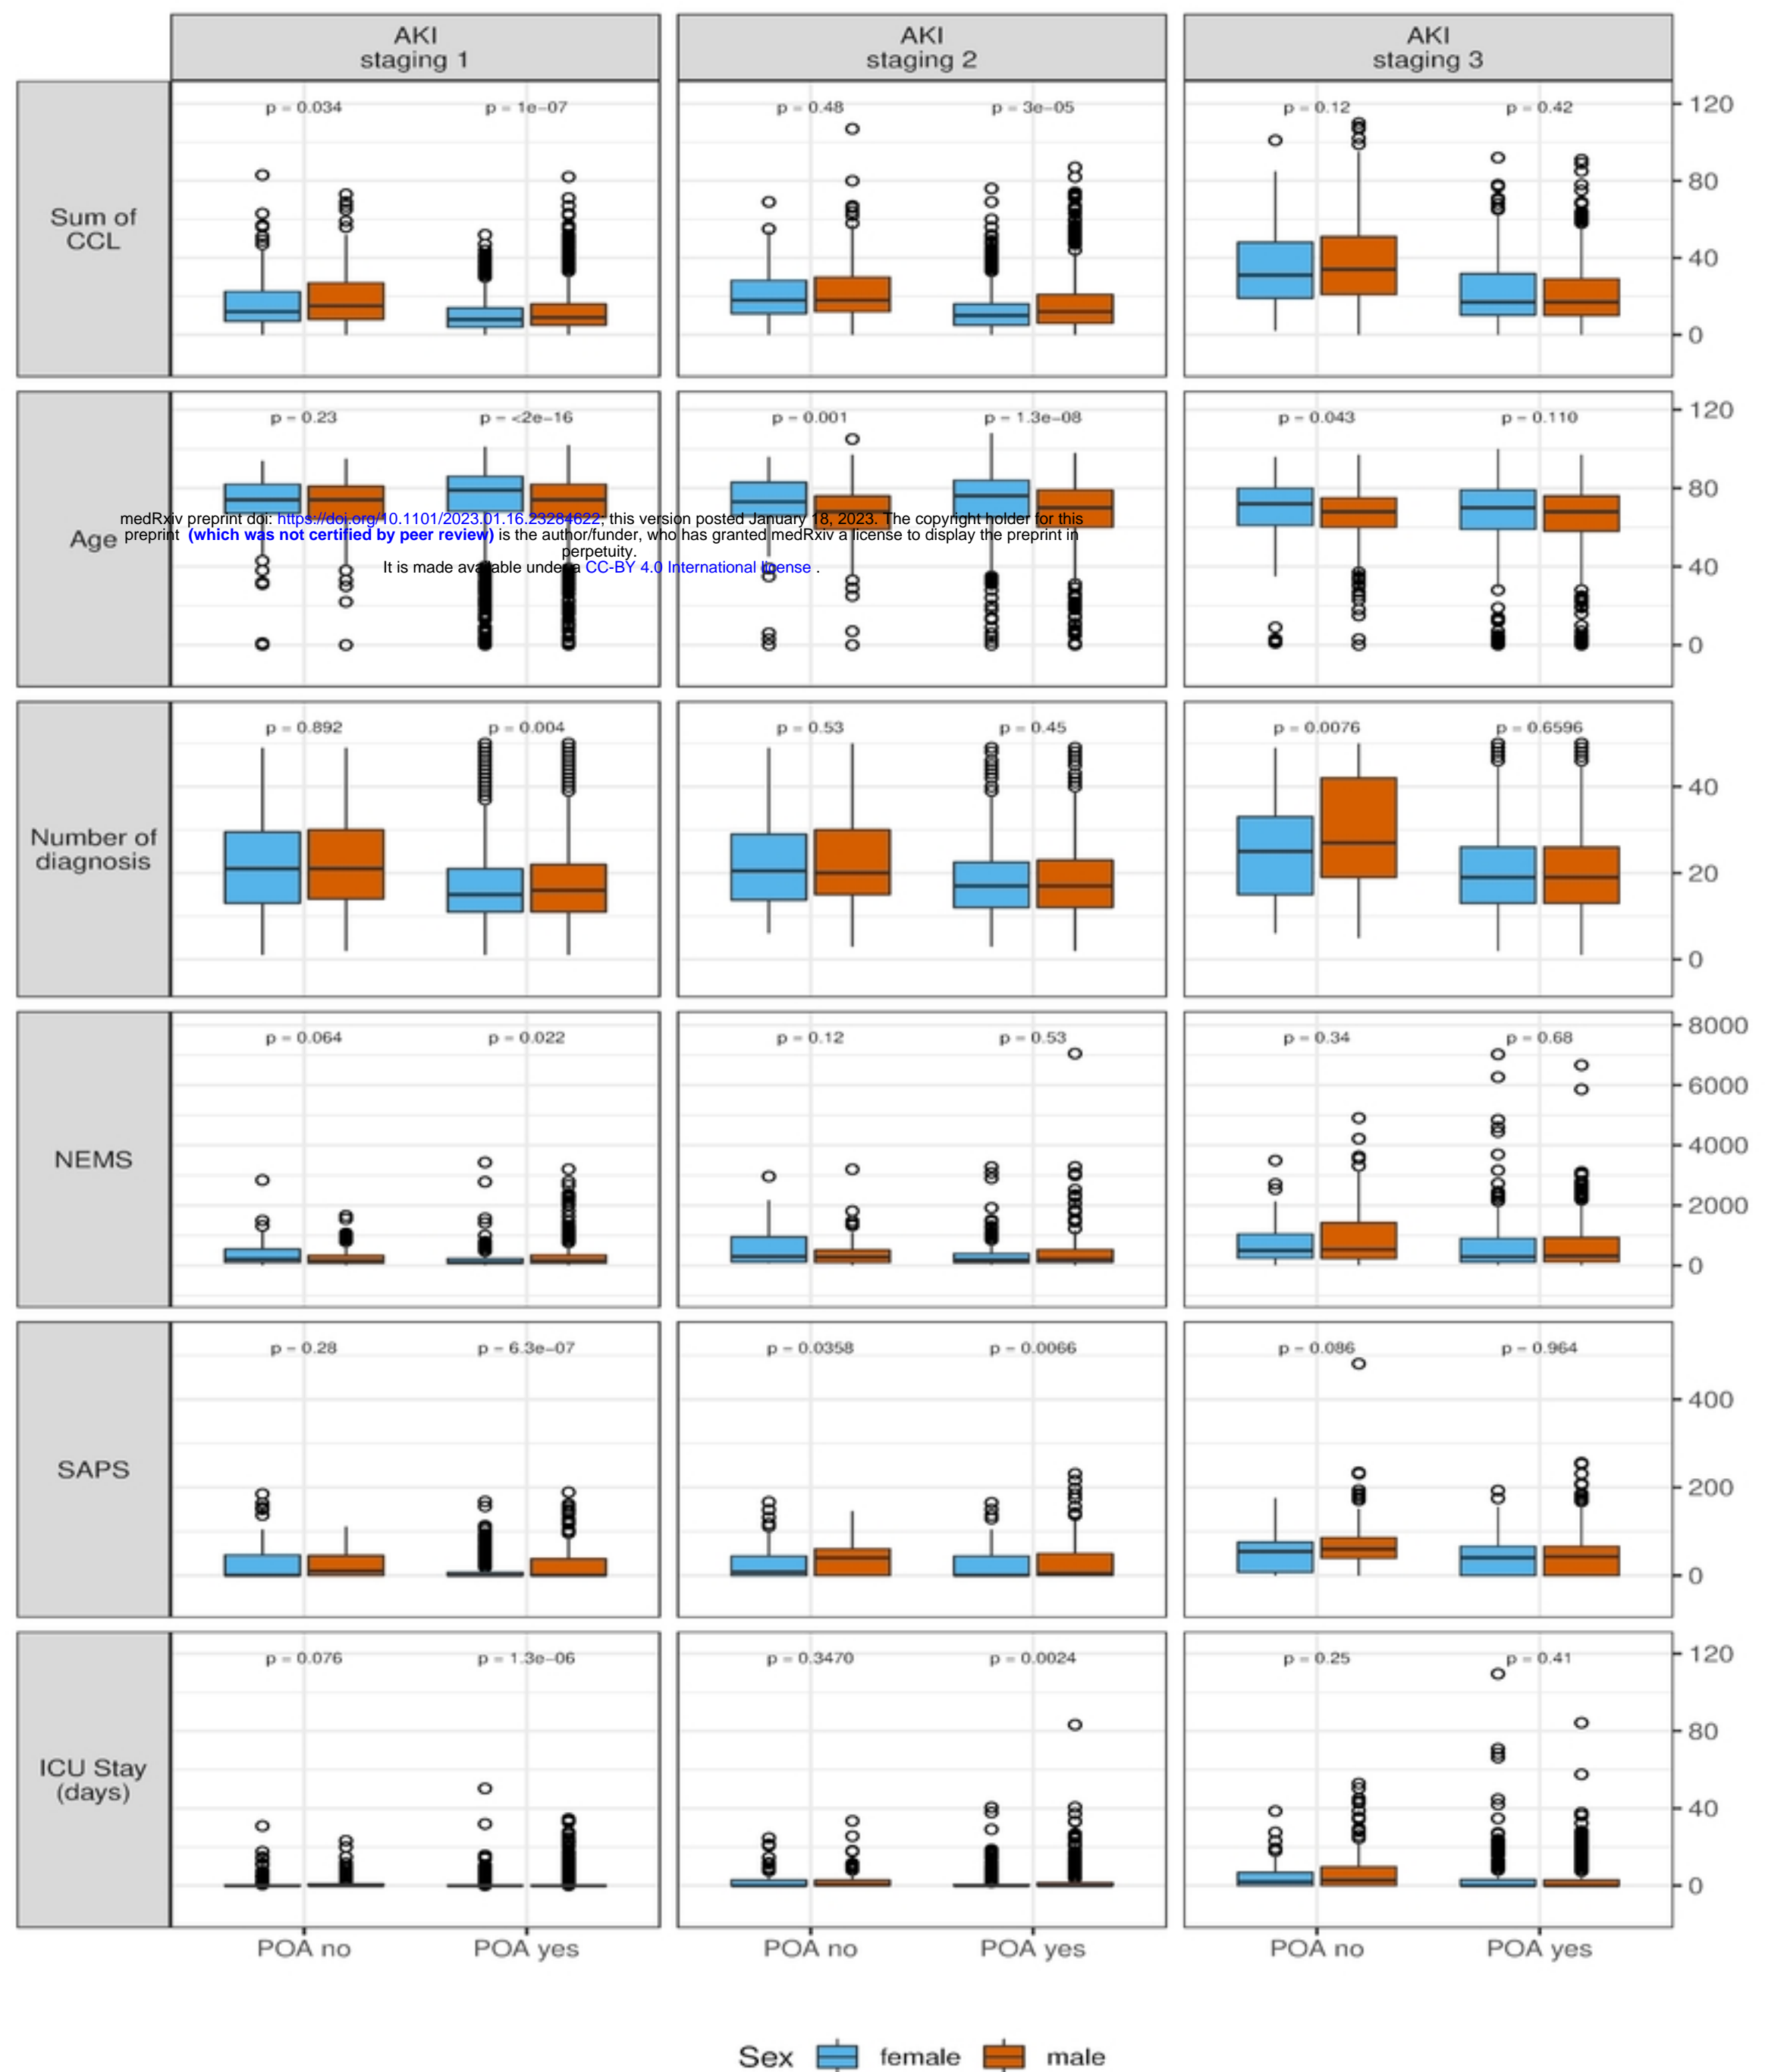 AKI
staging 1
AKI
staging 2
AKI
staging 3
Sum of
CCL
p = 0.034
p = 1e−07
p = 0.48
p = 3e−05
p = 0.12
p = 0.42
120
80
40
0
Age
p = 0.23
p = <2e−16
p = 0.001
p = 1.3e−08
p = 0.043
p = 0.110
120
80
40
0
medRxiv preprint doi: https://doi.org/10.1101/2023.01.16.23284622; this version posted January 18, 2023. The copyright holder for this
preprint (which was not certified by peer review) is the author/funder, who has granted medRxiv a license to display the preprint in
perpetuity.
It is made available under a CC-BY 4.0 International license .
Number of
diagnosis
p = 0.892
p = 0.004
p = 0.53
p = 0.45
p = 0.0076
p = 0.6596
40
20
0
NEMS
p = 0.064
p = 0.022
p = 0.12
p = 0.53
p = 0.34
p = 0.68
8000
6000
4000
2000
0
SAPS
p = 0.28
p = 6.3e−07
p = 0.0358
p = 0.0066
p = 0.086
p = 0.964
400
200
0
ICU Stay
(days)
p = 0.076
p = 1.3e−06
p = 0.3470
p = 0.0024
p = 0.25
p = 0.41
120
80
40
0
POA no
POA yes
POA no
POA yes
POA no
POA yes
Sex female male